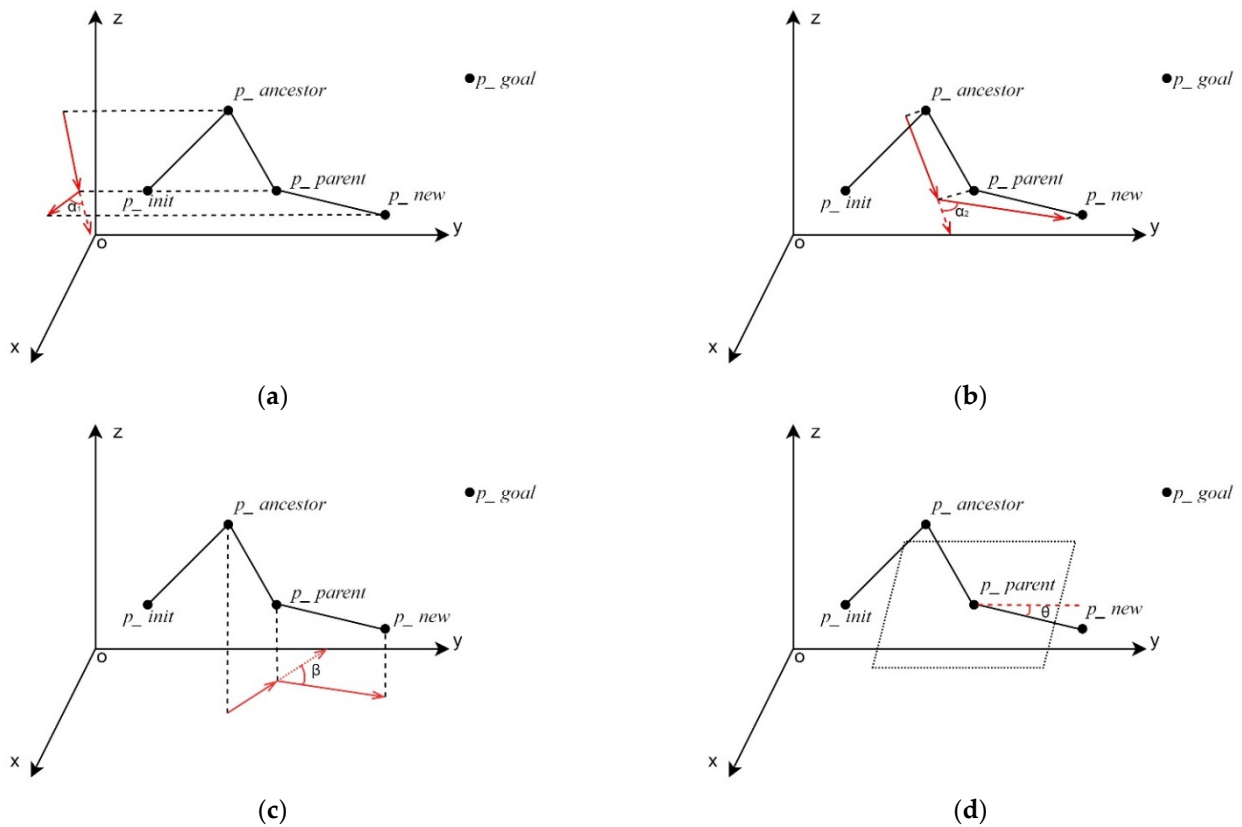 z
p_ goal
p_ ancestor
p_ parent
p_ init
p_ new
α₁
o
y
x
(a)
z
p_ goal
p_ ancestor
p_ parent
p_ init
p_ new
α₂
o
y
x
(b)
z
p_ goal
p_ ancestor
p_ parent
p_ init
p_ new
o
y
β
x
(c)
z
p_ goal
p_ ancestor
p_ parent
p_ init
p_ new
θ
o
y
x
(d)